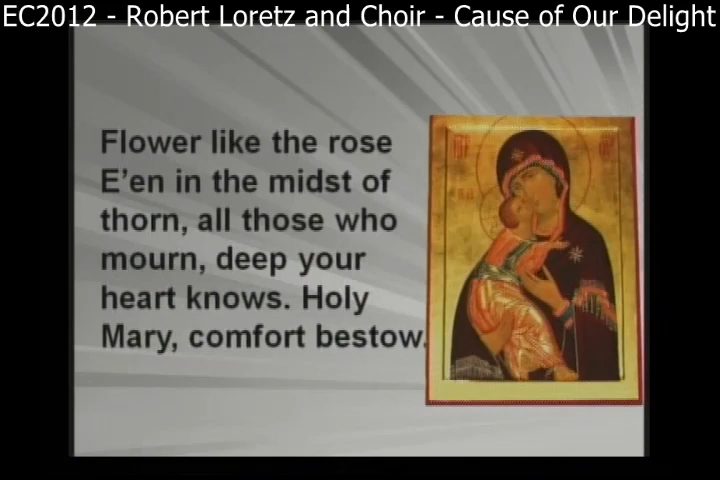 EC2012 - Robert Loretz and Choir - Cause of Our Delight
Flower like the rose
E’en in the midst of
thorn, all those who
mourn, deep your
heart knows. Holy
Mary, comfort bestow.